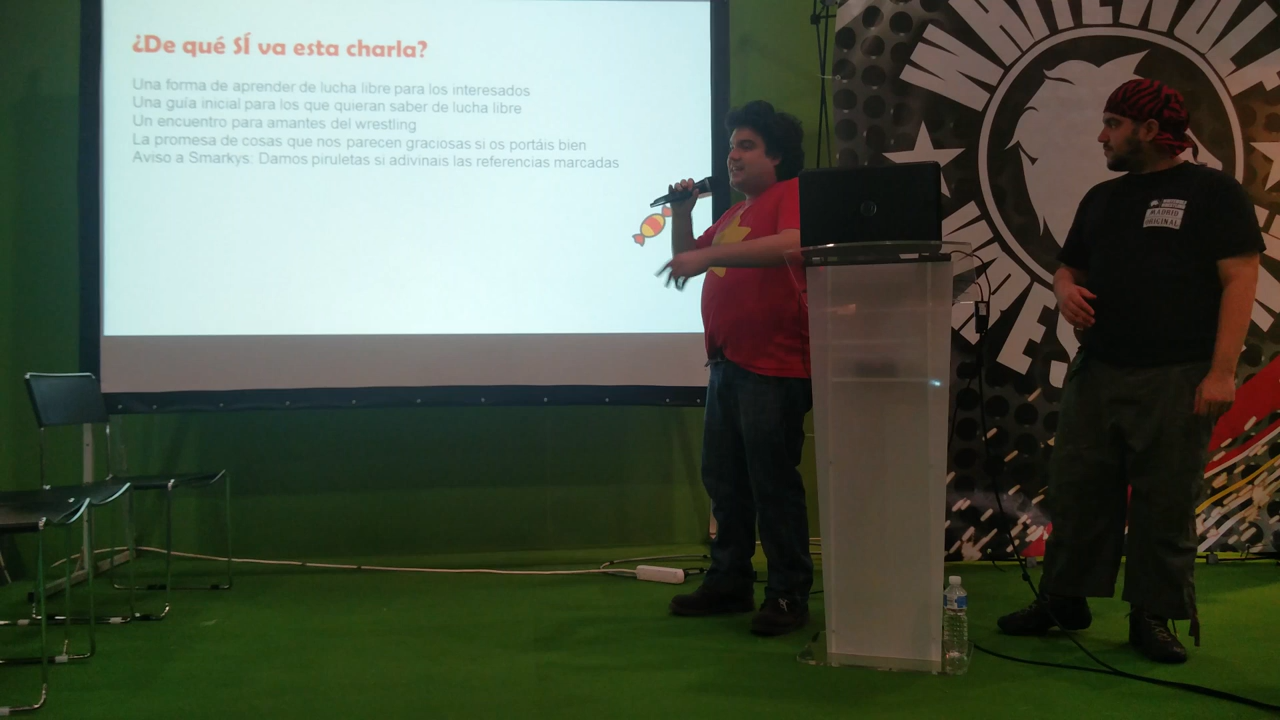 ¿De qué SÍ va esta charla?
Una forma de aprender de lucha libre para los interesados
Una guía inicial para los que quieran saber de lucha libre
Un encuentro para amantes del wrestling
La promesa de cosas que nos parecen graciosas si os portáis bien
Aviso a Smarkys: Damos piruletas si adivinais las referencias marcadas
WHITEWOLF
WRES
MADRID
ORIGINAL